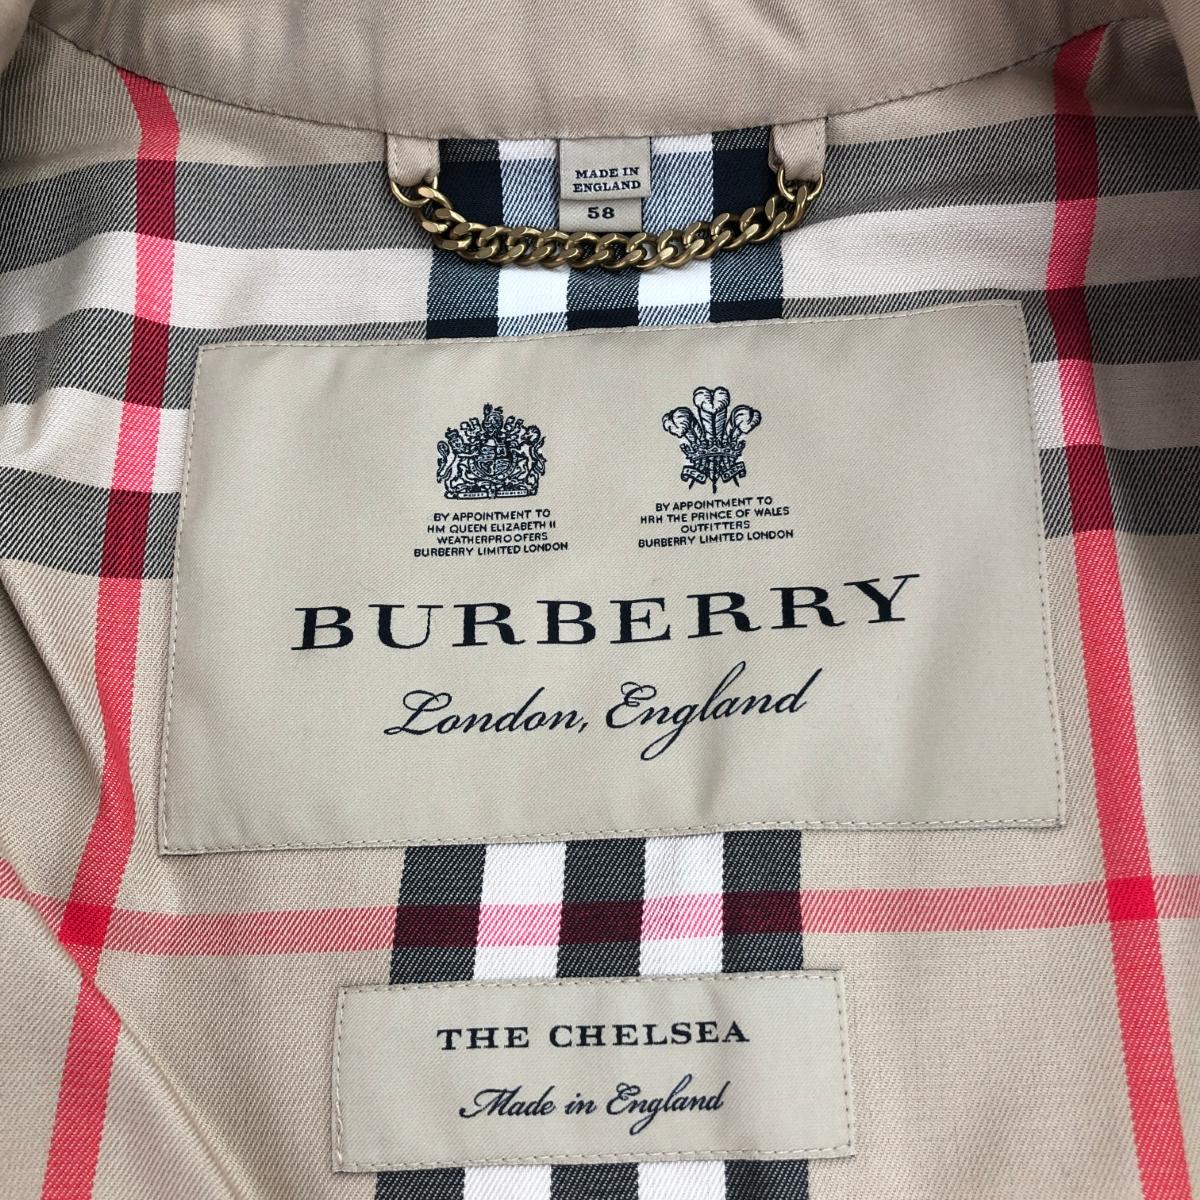 MADE IN
ENGLAND
58
BY APPOINTMENT TO
HM QUEEN ELIZABETH II
WEATHERPROOFERS
BURBERRY LIMITED LONDON
BY APPOINTMENT TO
HRH THE PRINCE OF WALES
OUTFITTERS
BURBERRY LIMITED LONDON
BURBERRY
London, England
THE CHELSEA
Made in England